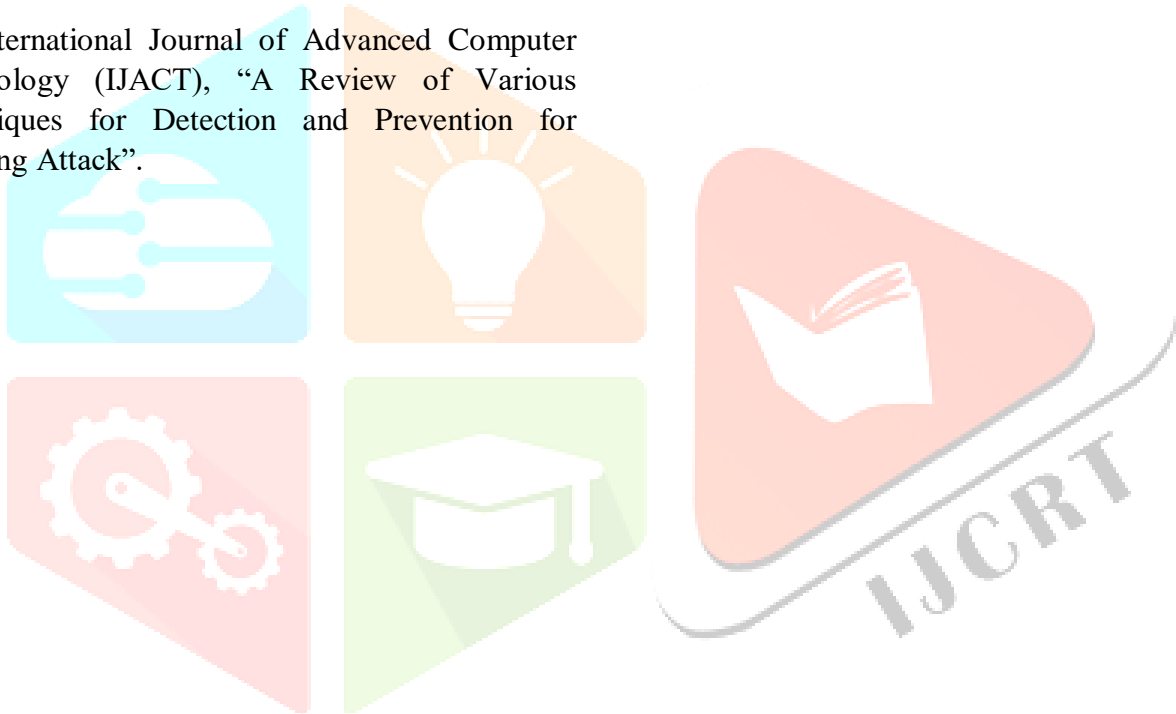 ternational Journal of Advanced Computer
ology (IJACT), “A Review of Various
iques for Detection and Prevention for
ng Attack”.
IJCRT